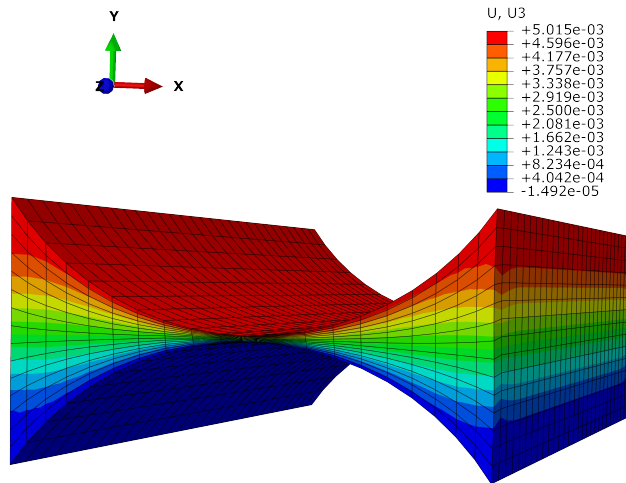 U, U3
Y
+5.015e-03
+4.596e-03
+4.177e-03
+3.757e-03
+3.338e-03
+2.919e-03
+2.500e-03
+2.081e-03
+1.662e-03
+1.243e-03
+8.234e-04
+4.042e-04
-1.492e-05
Z
X